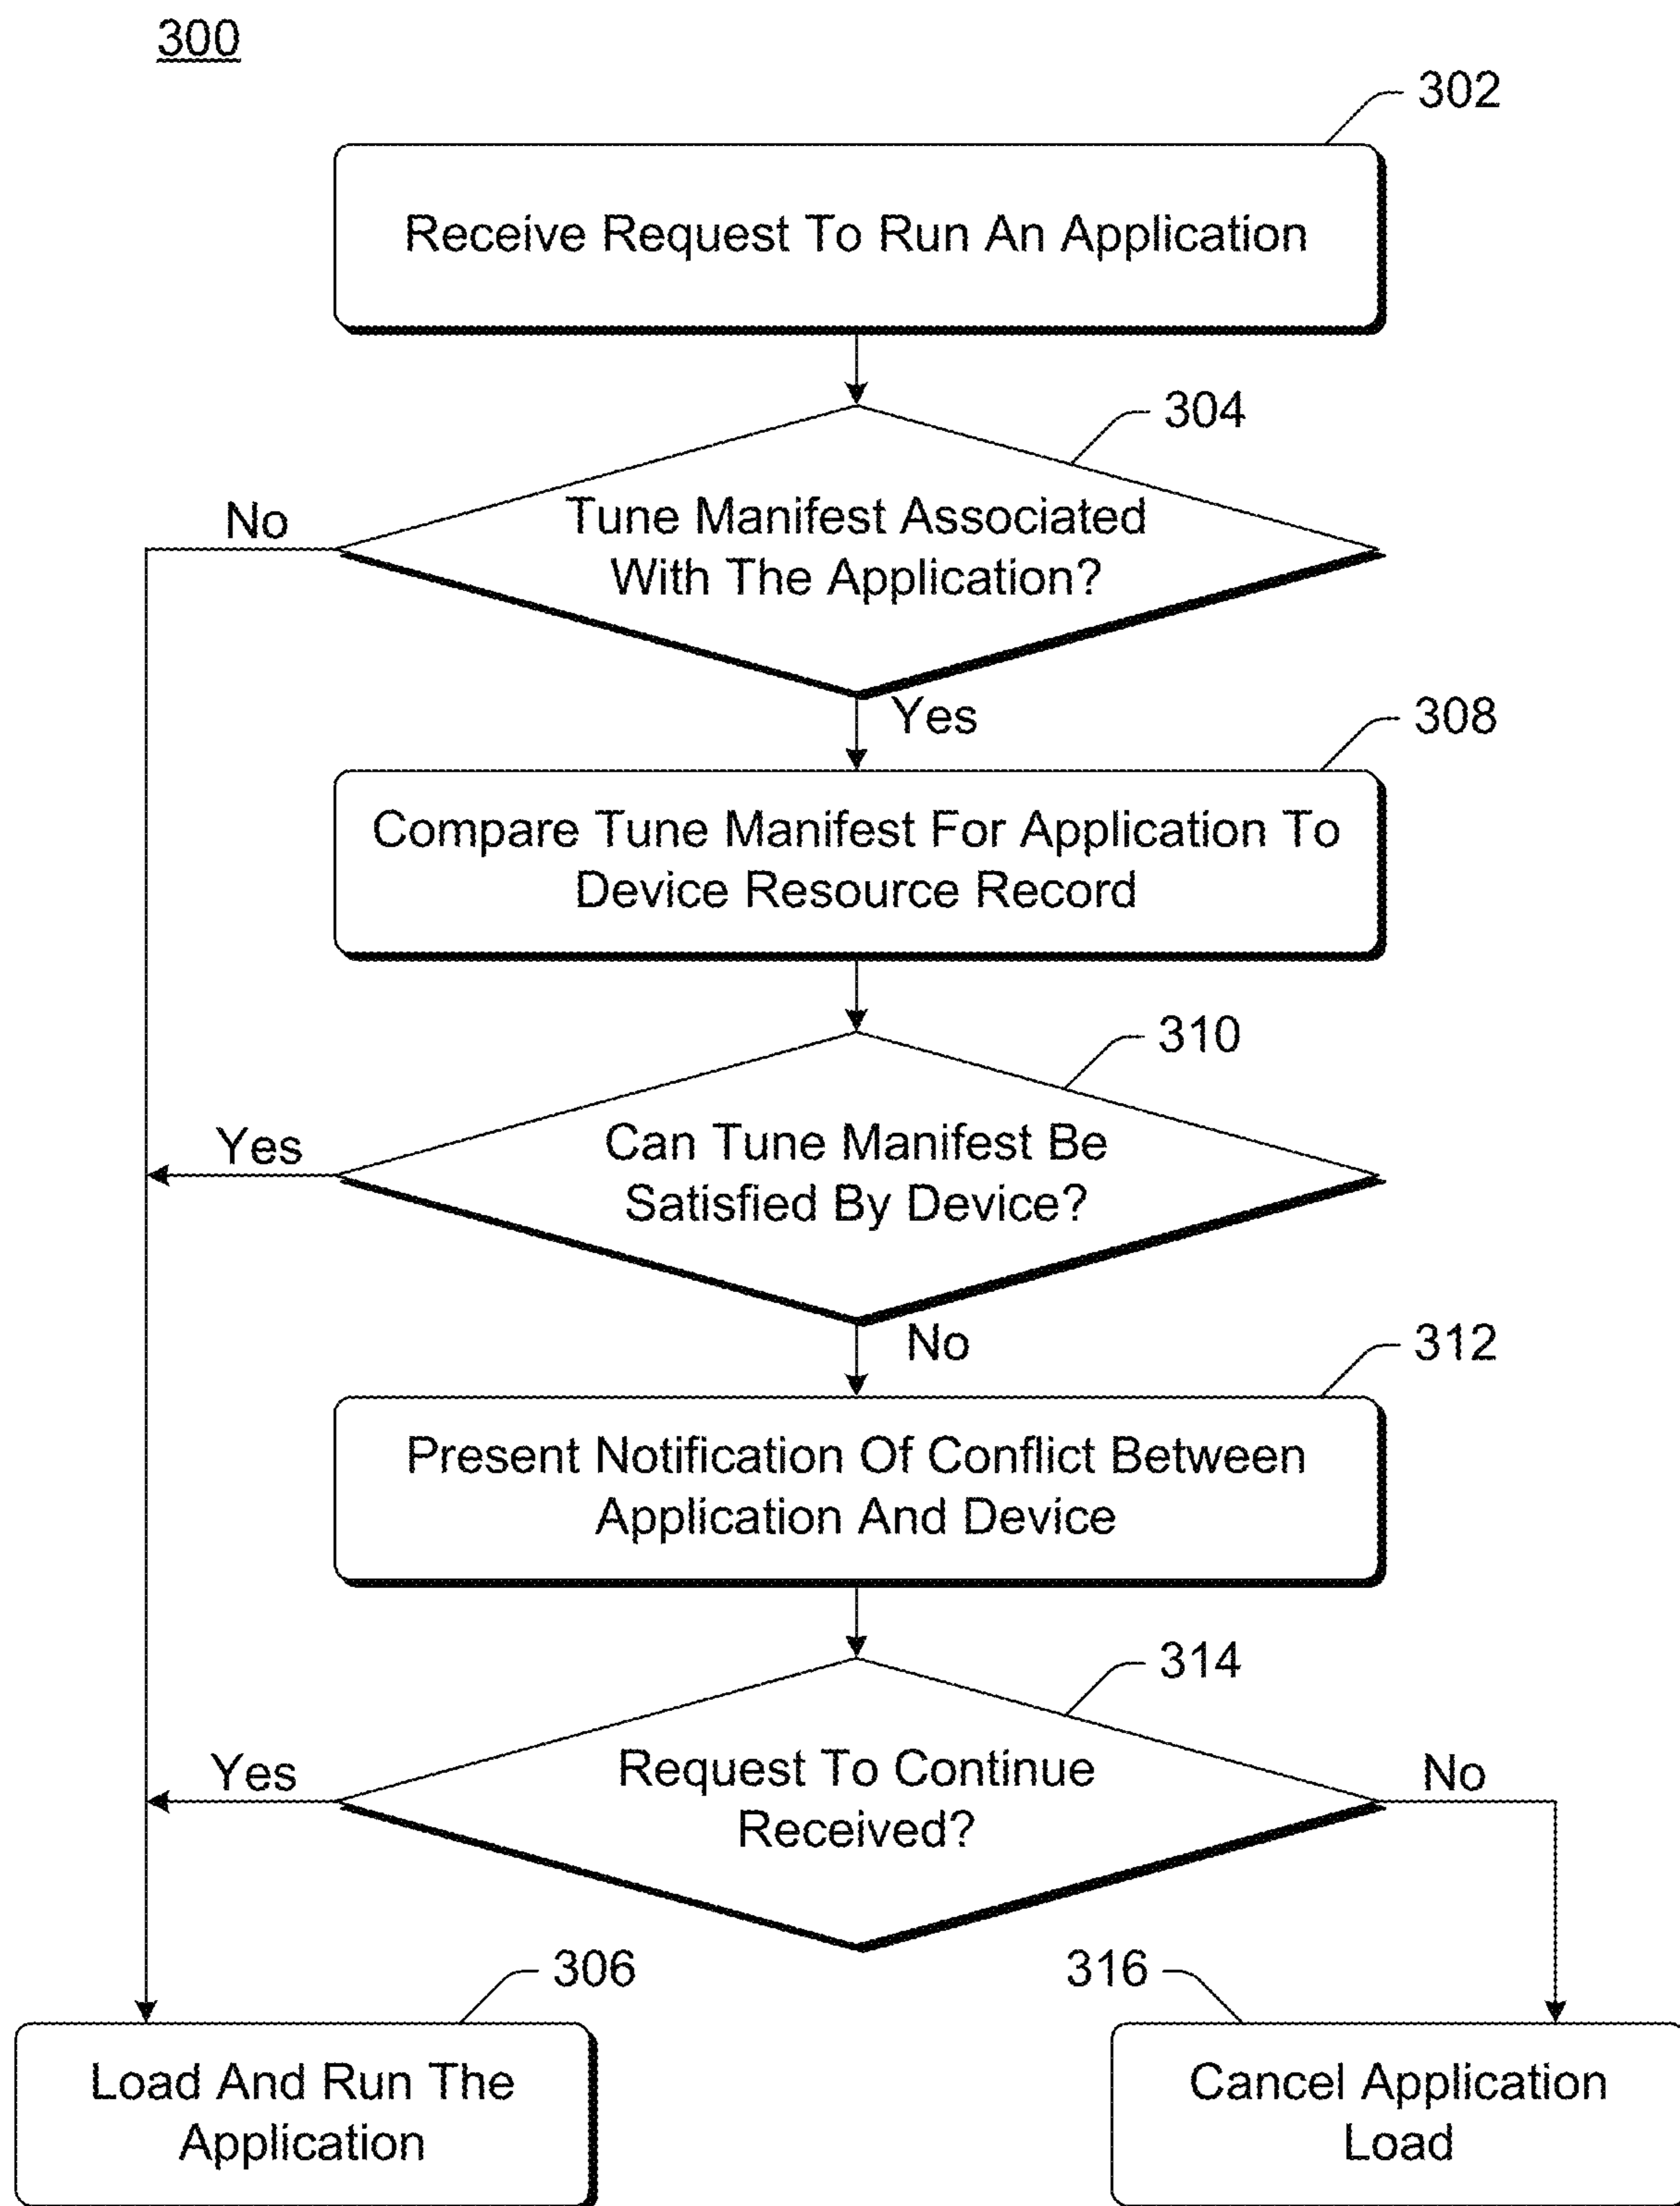 300
302
Receive Request To Run An Application
304
No
Tune Manifest Associated
With The Application?
Yes
308
Compare Tune Manifest For Application To
Device Resource Record
310
Yes
Can Tune Manifest Be
Satisfied By Device?
No
312
Present Notification Of Conflict Between
Application And Device
314
Yes
Request To Continue
Received?
No
306
316
Load And Run The
Application
Cancel Application
Load